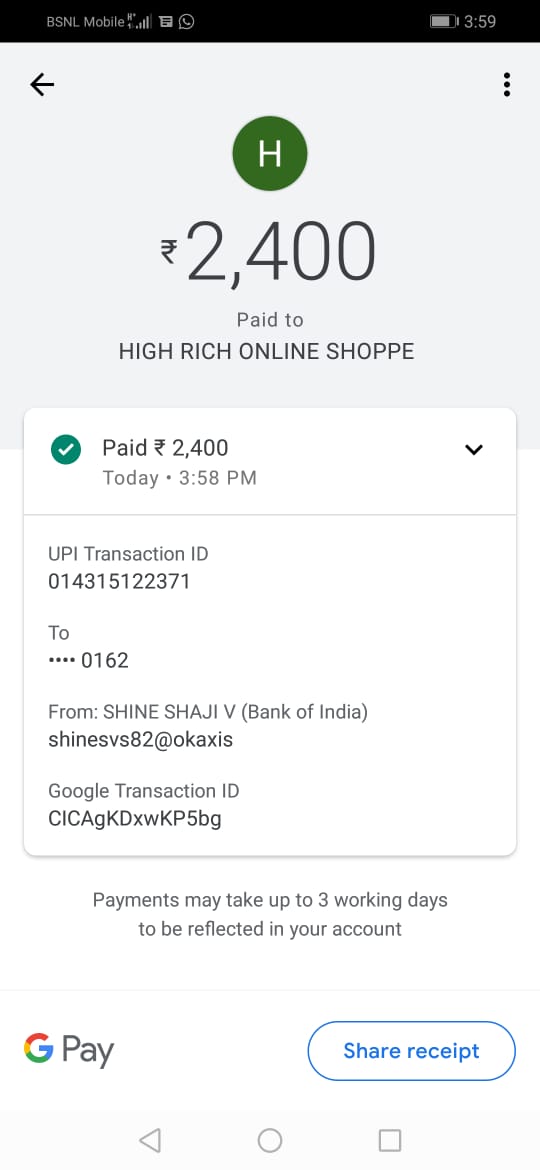 BSNL Mobile 3:59
H
₹2,400
Paid to
HIGH RICH ONLINE SHOPPE
Paid ₹ 2,400
Today • 3:58 PM
UPI Transaction ID
014315122371
To
•••• 0162
From: SHINE SHAJI V (Bank of India)
shinesvs82@okaxis
Google Transaction ID
CICAgKDxwKP5bg
Payments may take up to 3 working days
to be reflected in your account
G Pay
Share receipt